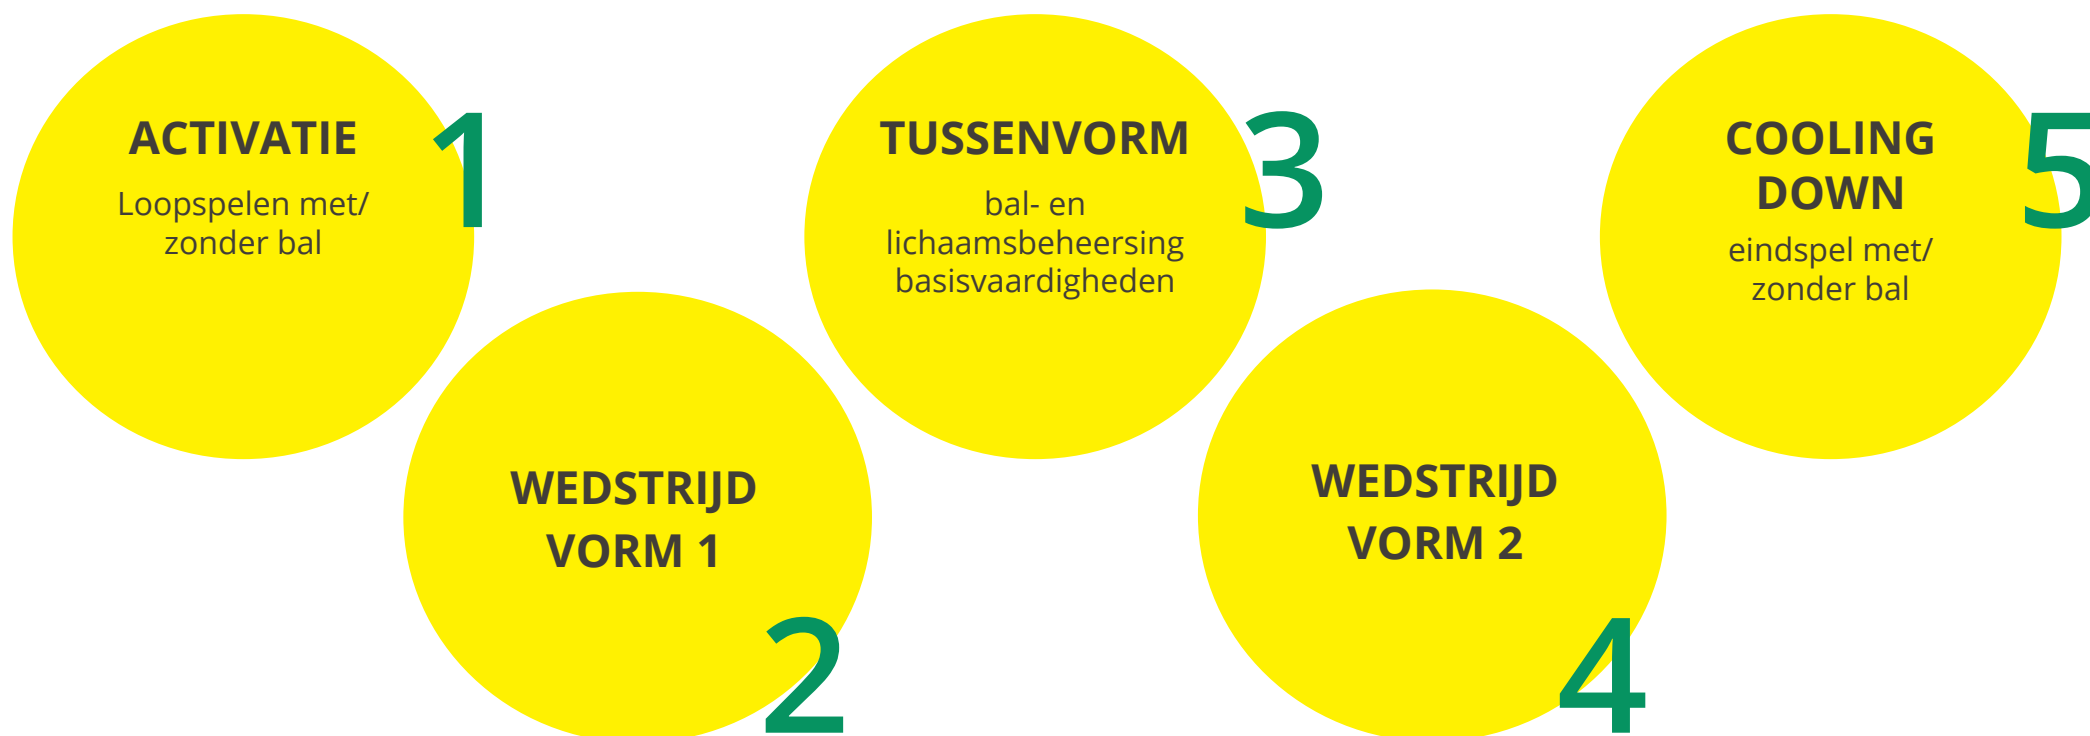 ACTIVATIE
Loopspelen met/
zonder bal
1
WEDSTRIJD
VORM 1
2
TUSSENVORM
bal- en
lichaamsbeheersing
basisvaardigheden
3
WEDSTRIJD
VORM 2
4
COOLING
DOWN
eindspel met/
zonder bal
5